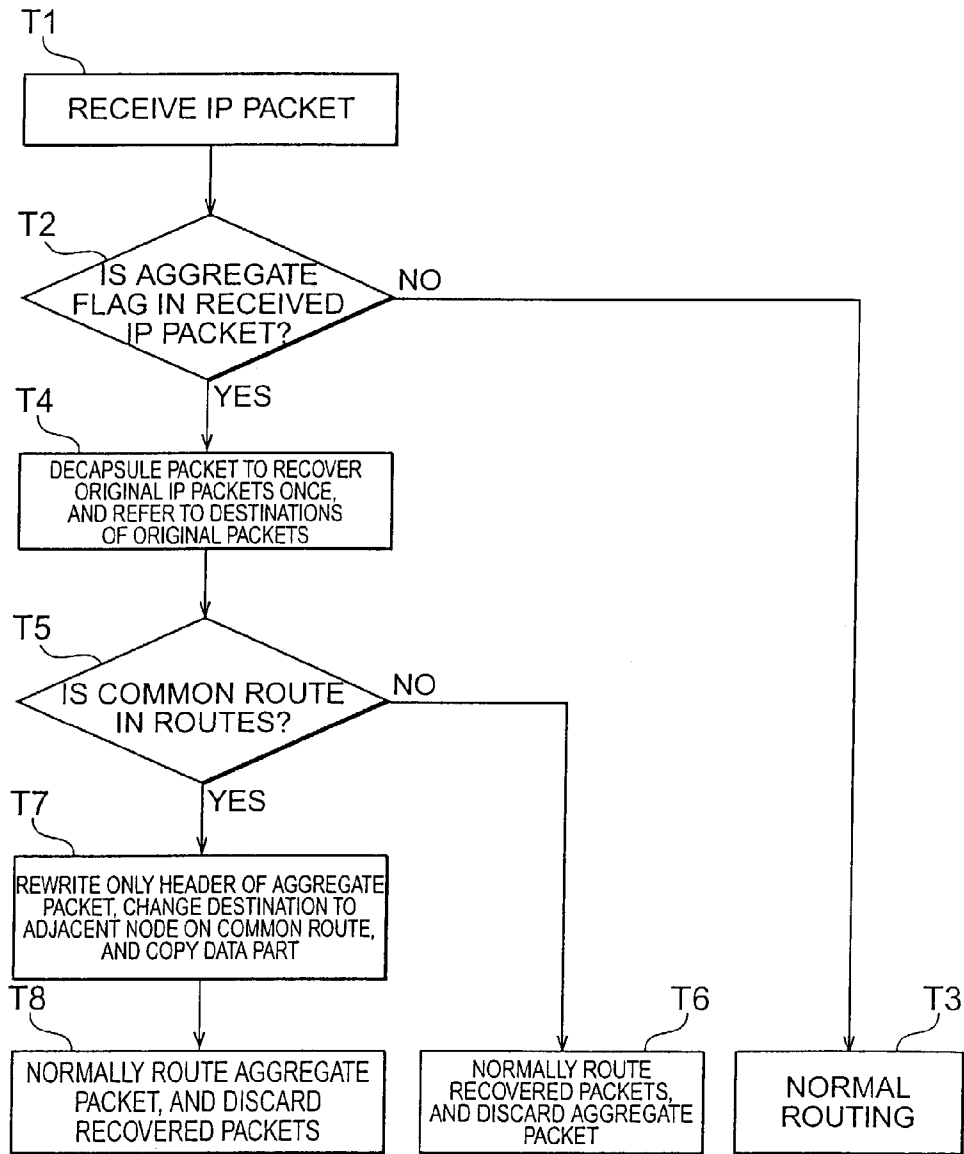 T1
RECEIVE IP PACKET
T2
IS AGGREGATE
FLAG IN RECEIVED
IP PACKET?
NO
YES
T4
DECAPSULE PACKET TO RECOVER
ORIGINAL IP PACKETS ONCE,
AND REFER TO DESTINATIONS
OF ORIGINAL PACKETS
T5
IS COMMON ROUTE
IN ROUTES?
NO
YES
T7
REWRITE ONLY HEADER OF AGGREGATE
PACKET, CHANGE DESTINATION TO
ADJACENT NODE ON COMMON ROUTE,
AND COPY DATA PART
T8
NORMALLY ROUTE AGGREGATE
PACKET, AND DISCARD
RECOVERED PACKETS
T6
NORMALLY ROUTE
RECOVERED PACKETS,
AND DISCARD AGGREGATE
PACKET
T3
NORMAL
ROUTING